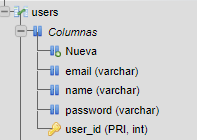 users
Columnas
Nueva
email (varchar)
name (varchar)
password (varchar)
user_id (PRI, int)